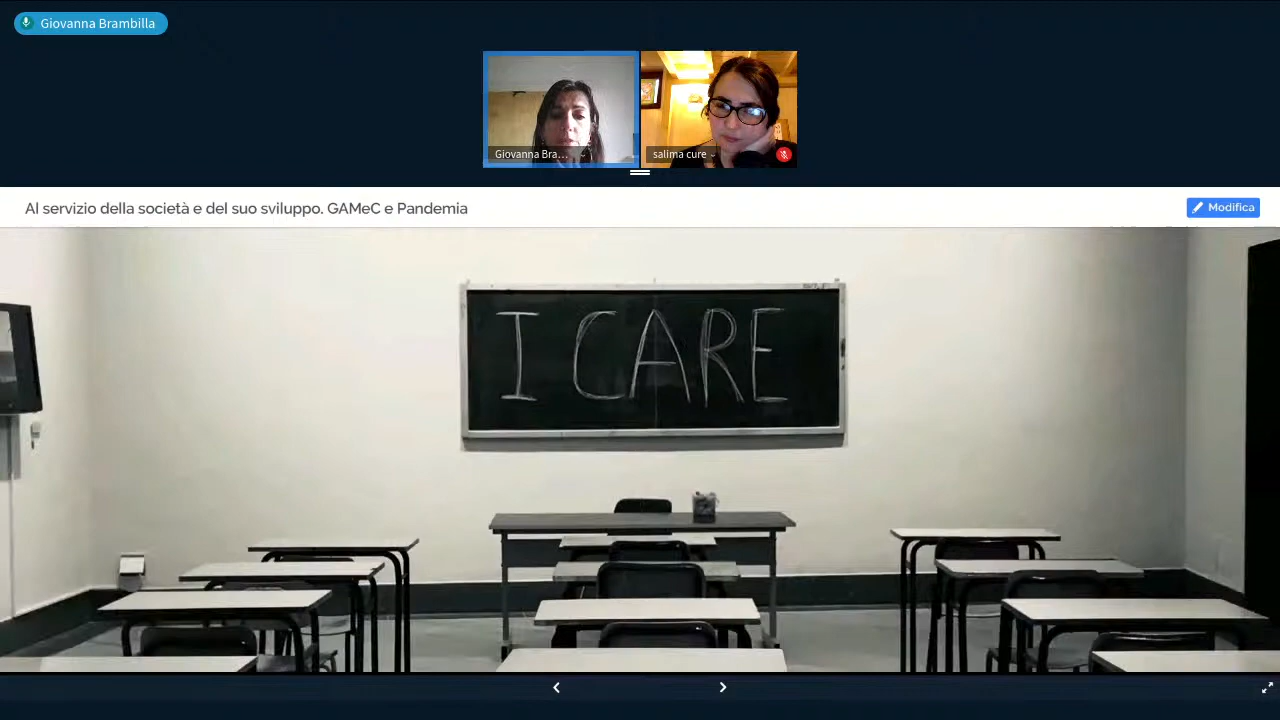 Giovanna Brambilla
Giovanna Bra...
salima cure
Al servizio della società e del suo sviluppo. GAMeC e Pandemia
Modifica
I CARE